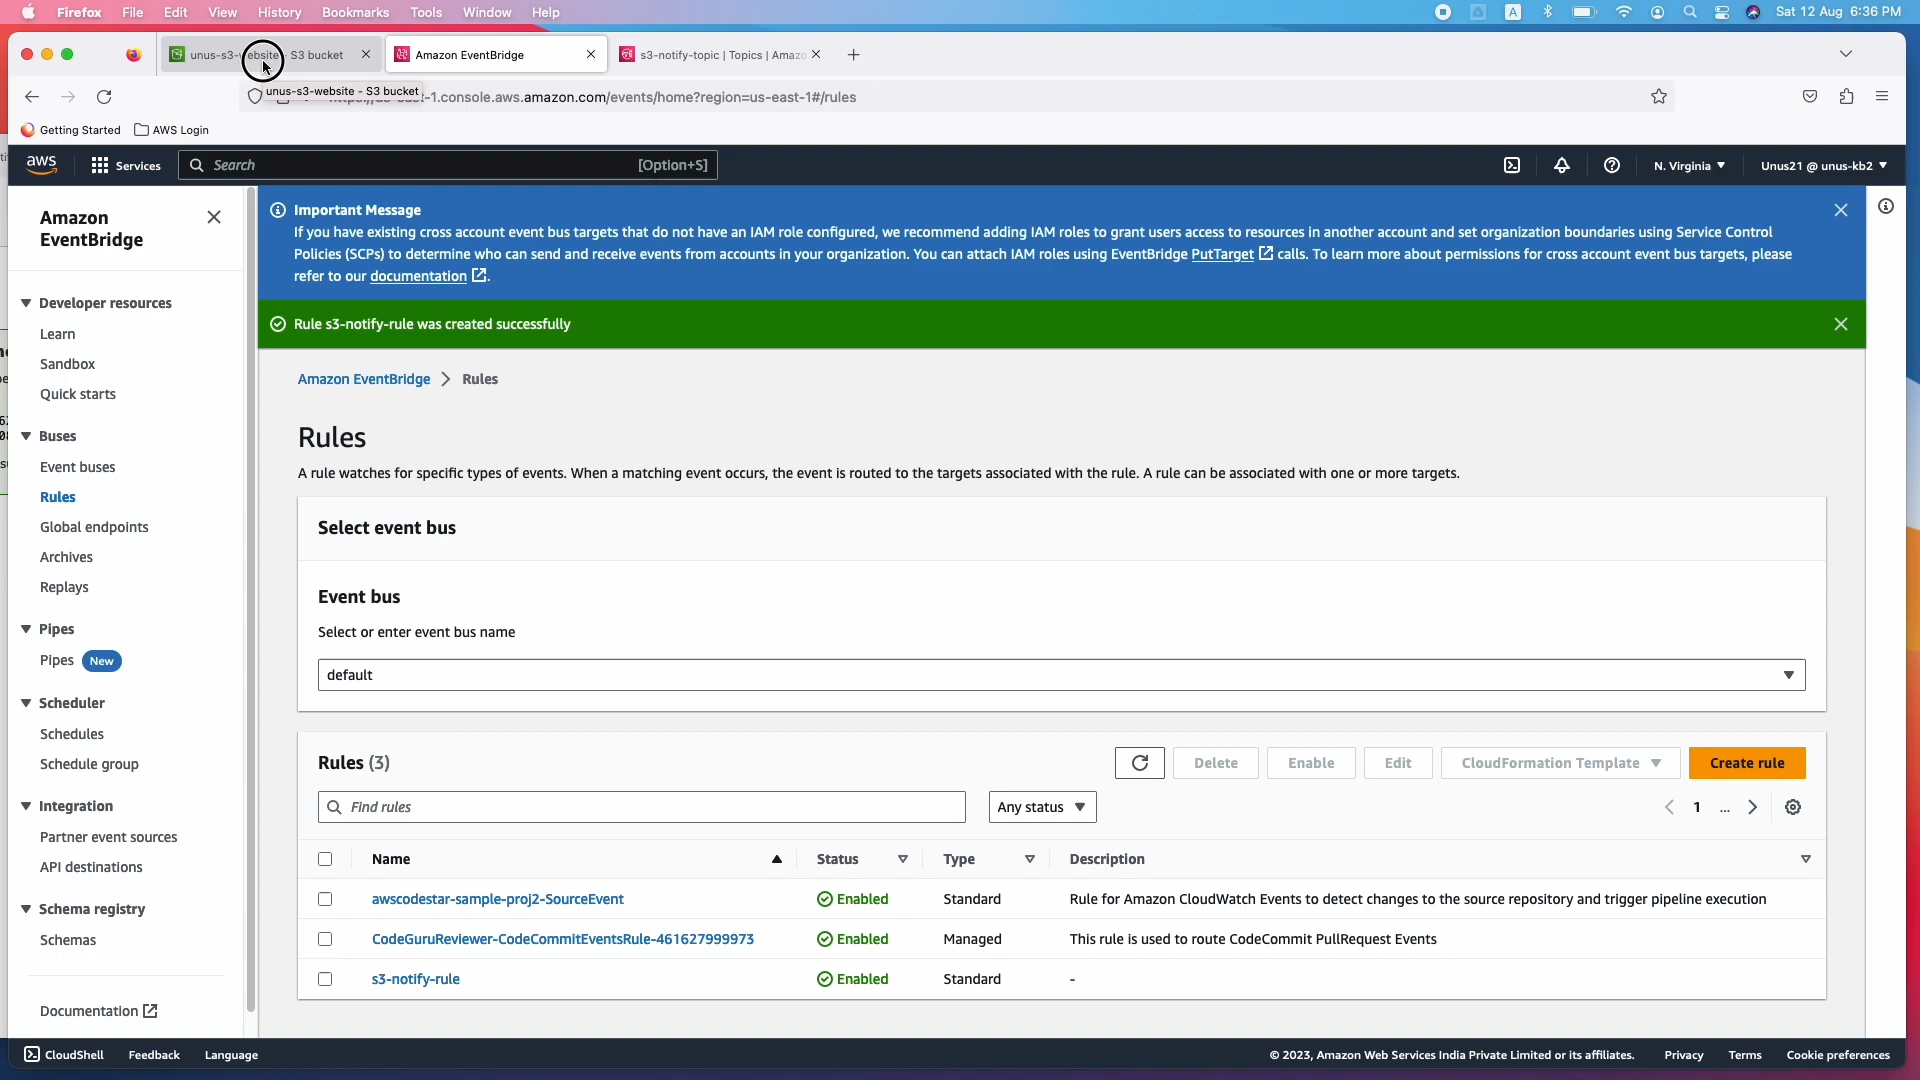 Firefox File Edit View History Bookmarks Tools Window Help
A
Sat 12 Aug 6:36 PM
unus-s3-website - S3 bucket
Amazon EventBridge
s3-notify-topic | Topics | Amazo
unus-s3-website - S3 bucket
-1.console.aws.amazon.com/events/home?region=us-east-1#/rules
Getting Started AWS Login
aws Services Search [Option+S] N. Virginia Unus21 @ unus-kb2
Amazon
EventBridge
Developer resources
Learn
Sandbox
Quick starts
Buses
Event buses
Rules
Global endpoints
Archives
Replays
Pipes
Pipes New
Scheduler
Schedules
Schedule group
Integration
Partner event sources
API destinations
Schema registry
Schemas
Documentation
Important Message
If you have existing cross account event bus targets that do not have an IAM role configured, we recommend adding IAM roles to grant users access to resources in another account and set organization boundaries using Service Control
Policies (SCPs) to determine who can send and receive events from accounts in your organization. You can attach IAM roles using EventBridge PutTarget calls. To learn more about permissions for cross account event bus targets, please
refer to our documentation .
Rule s3-notify-rule was created successfully
Amazon EventBridge > Rules
Rules
A rule watches for specific types of events. When a matching event occurs, the event is routed to the targets associated with the rule. A rule can be associated with one or more targets.
Select event bus
Event bus
Select or enter event bus name
default
Rules (3) Delete Enable Edit CloudFormation Template Create rule
Find rules Any status 1 ...
Name Status Type Description
awscodestar-sample-proj2-SourceEvent Enabled Standard Rule for Amazon CloudWatch Events to detect changes to the source repository and trigger pipeline execution
CodeGuruReviewer-CodeCommitEventsRule-461627999973 Enabled Managed This rule is used to route CodeCommit PullRequest Events
s3-notify-rule Enabled Standard -
CloudShell Feedback Language © 2023, Amazon Web Services India Private Limited or its affiliates. Privacy Terms Cookie preferences